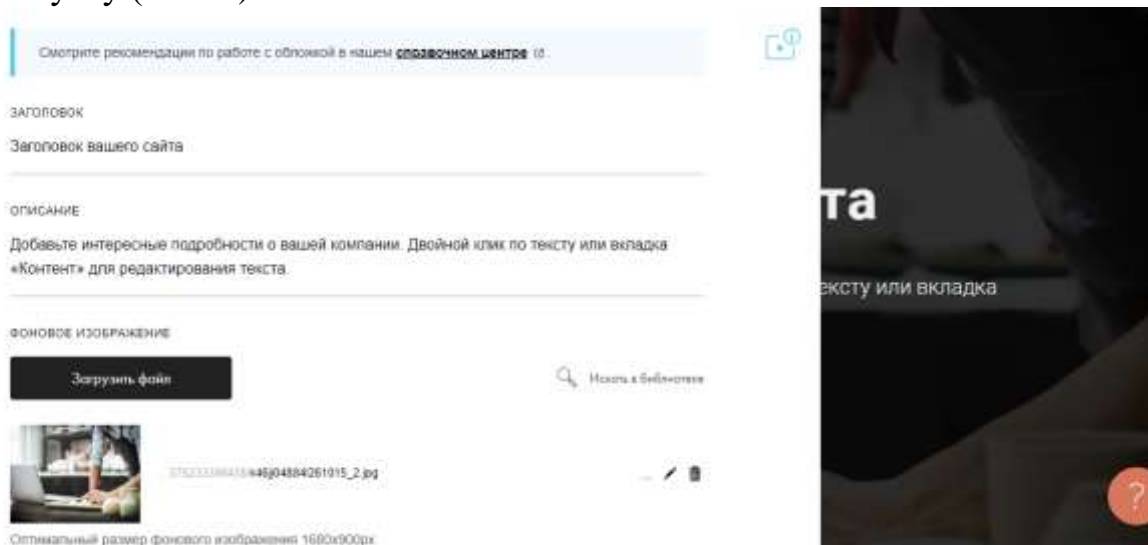 Смотрите рекомендации по работе с обложкой в нашем справочном центре
ЗАГОЛОВОК
Заголовок вашего сайта
ОПИСАНИЕ
Добавьте интересные подробности о вашей компании. Двойной клик по тексту или вкладка
«Контент» для редактирования текста.
ФОНОВОЕ ИЗОБРАЖЕНИЕ
Загрузить файл
Искать в библиотеке
Оптимальный размер фонового изображения 1680x900px
та
ексту или вкладка
?